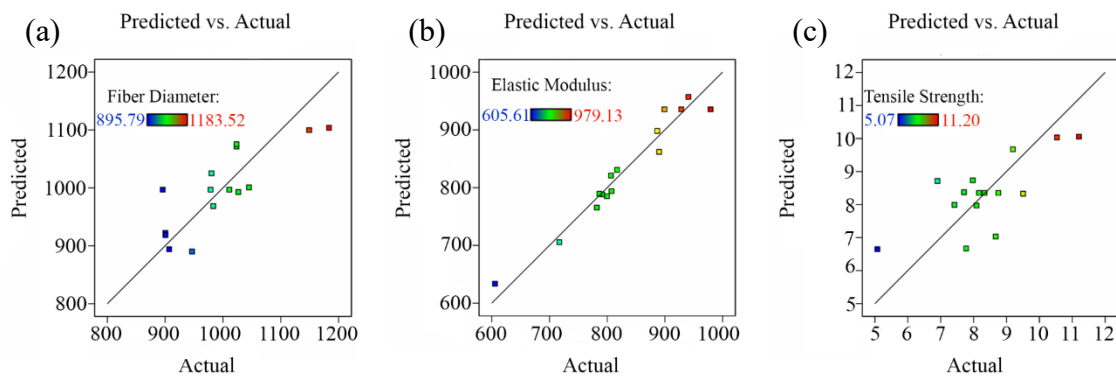 (a)
Predicted vs. Actual
Fiber Diameter:
895.79
1183.52
1200
1100
1000
900
800
Predicted
800
900
1000
1100
1200
Actual
(b)
Predicted vs. Actual
Elastic Modulus:
605.61
979.13
1000
900
800
700
600
Predicted
600
700
800
900
1000
Actual
(c)
Predicted vs. Actual
Tensile Strength:
5.07
11.20
12
11
10
9
8
7
6
5
Predicted
5
6
7
8
9
10
11
12
Actual